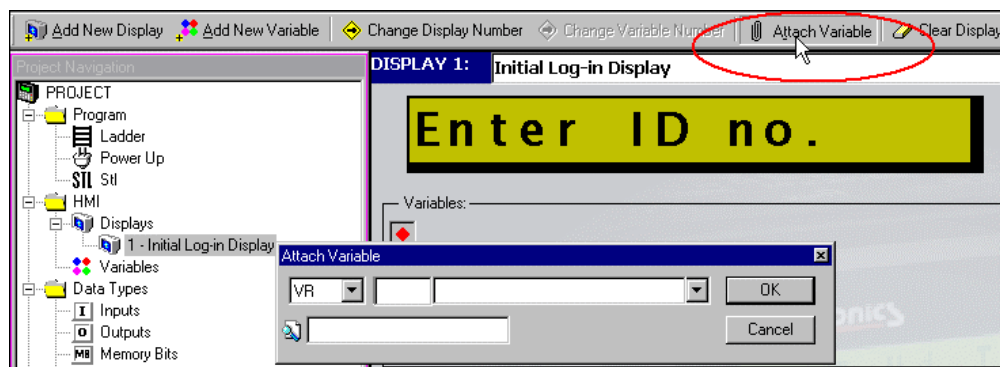 Add New Display Add New Variable Change Display Number Change Variable Number Attach Variable Clear Display
Project Navigation
PROJECT
Program
Ladder
Power Up
STL Stl
HMI
Displays
1 - Initial Log-in Display
Variables
Data Types
I Inputs
O Outputs
MB Memory Bits
DISPLAY 1: Initial Log-in Display
Enter ID no.
Variables:
Attach Variable
VR
OK
Cancel